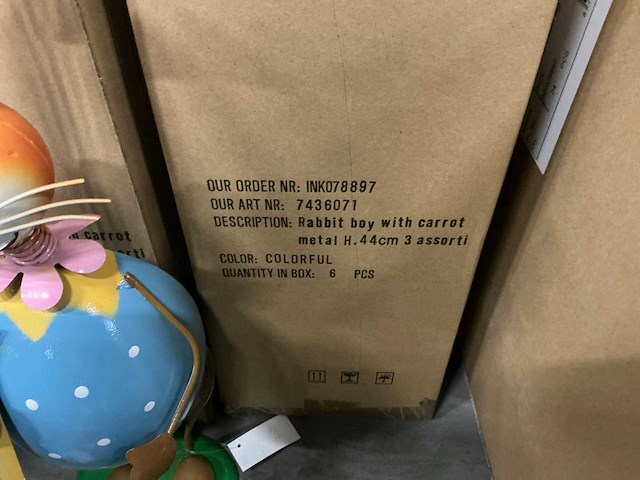 OUR ORDER NR: INK078897
OUR ART NR: 7436071
DESCRIPTION: Rabbit boy with carrot
metal H.44cm 3 assorti
COLOR: COLORFUL
QUANTITY IN BOX: 6 PCS
carrot